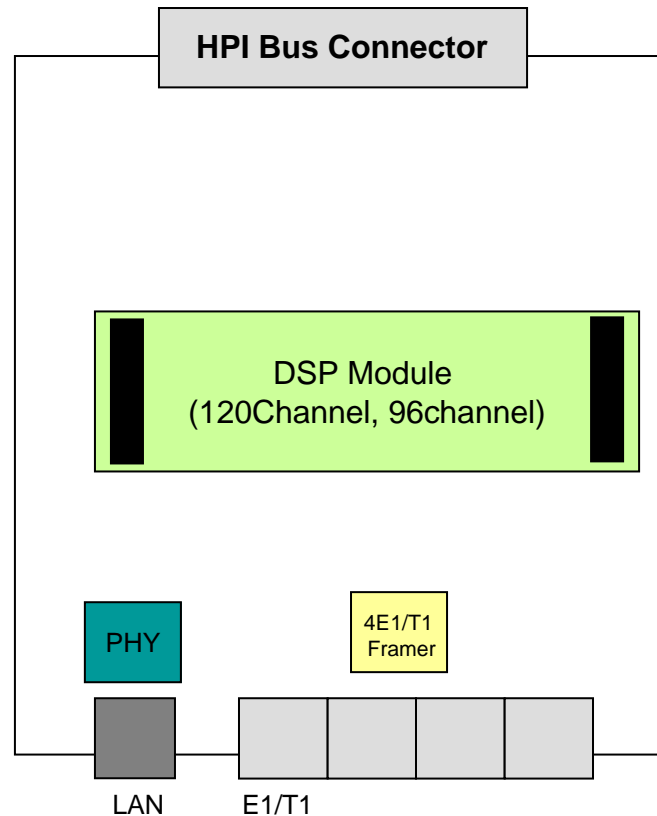 HPI Bus Connector
DSP Module
(120Channel, 96channel)
PHY
4E1/T1
Framer
LAN
E1/T1